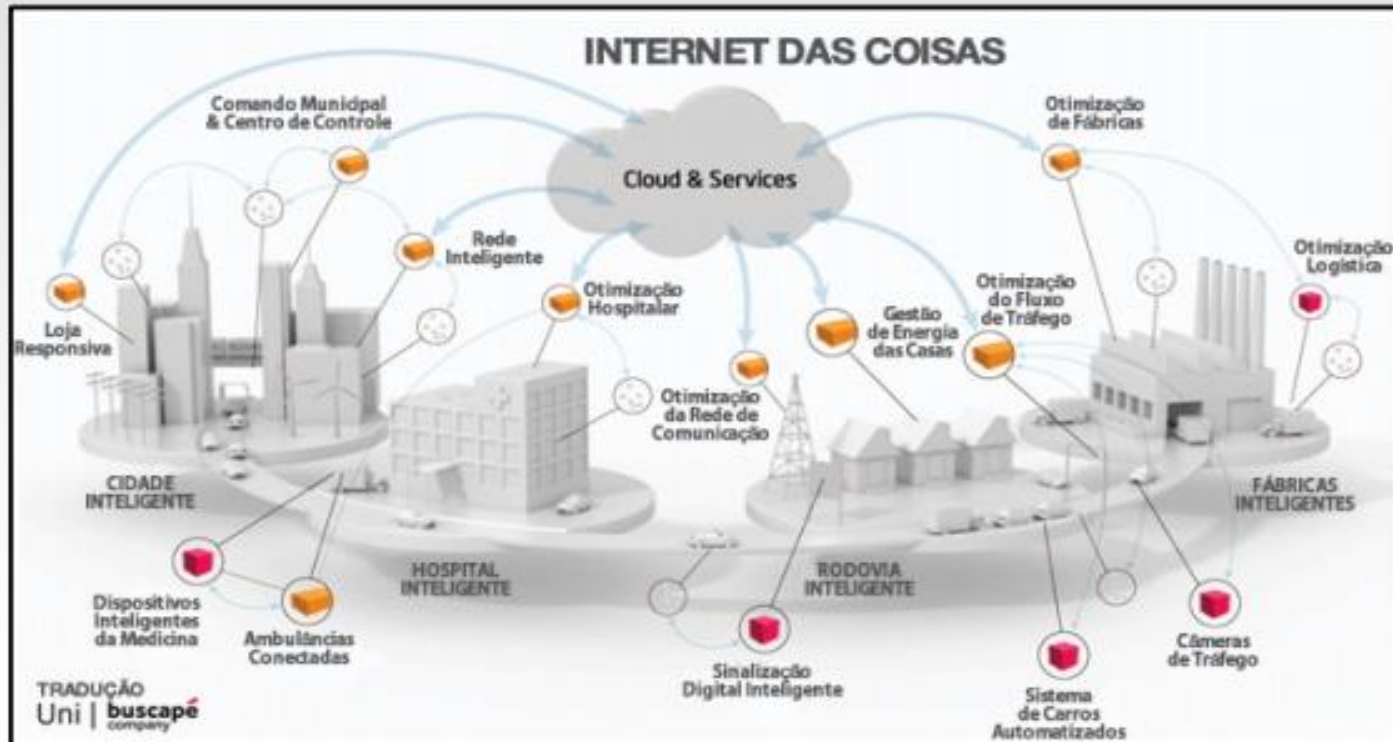 INTERNET DAS COISAS
Comando Municipal
& Centro de Controle
Cloud & Services
Otimização
de Fábricas
Rede
Inteligente
Otimização
Logística
Loja
Responsiva
Otimização
Hospitalar
Gestão
de Energia
das Casas
Otimização
do Fluxo
de Tráfego
Otimização
da Rede de
Comunicação
CIDADE
INTELIGENTE
FÁBRICAS
INTELIGENTES
HOSPITAL
INTELIGENTE
RODOVIA
INTELIGENTE
Dispositivos
Inteligentes
da Medicina
Ambulâncias
Conectadas
Sinalização
Digital Inteligente
Câmeras
de Tráfego
Sistema
de Carros
Automatizados
TRADUÇÃO
Uni | buscapé
company